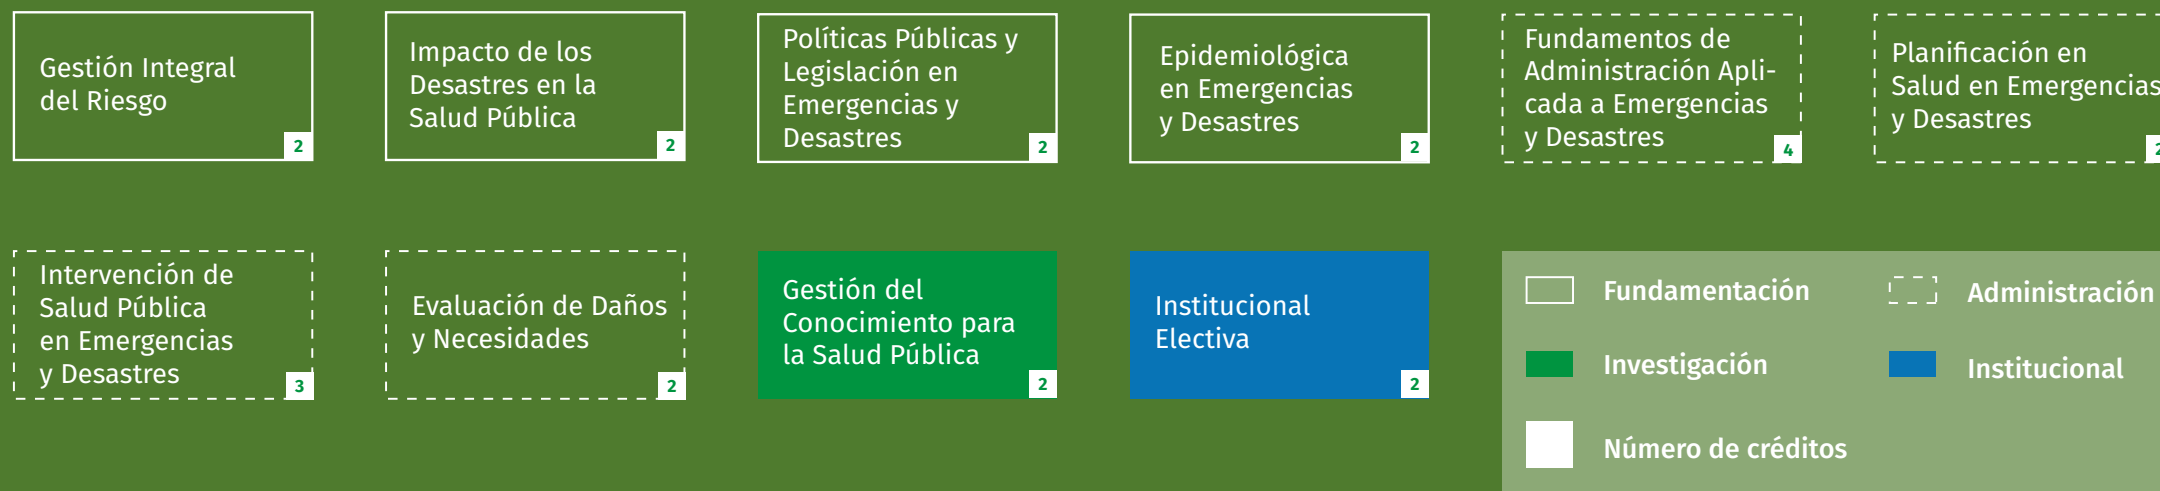 Gestión Integral
del Riesgo
2
Impacto de los
Desastres en la
Salud Pública
2
Políticas Públicas y
Legislación en
Emergencias y
Desastres
2
Epidemiológica
en Emergencias
y Desastres
2
Fundamentos de
Administración Apli-
cada a Emergencias
y Desastres
4
Planificación en
Salud en Emergencias
y Desastres
2
Intervención de
Salud Pública
en Emergencias
y Desastres
3
Evaluación de Daños
y Necesidades
2
Gestión del
Conocimiento para
la Salud Pública
2
Institucional
Electiva
2
Fundamentación
Administración
Investigación
Institucional
Número de créditos